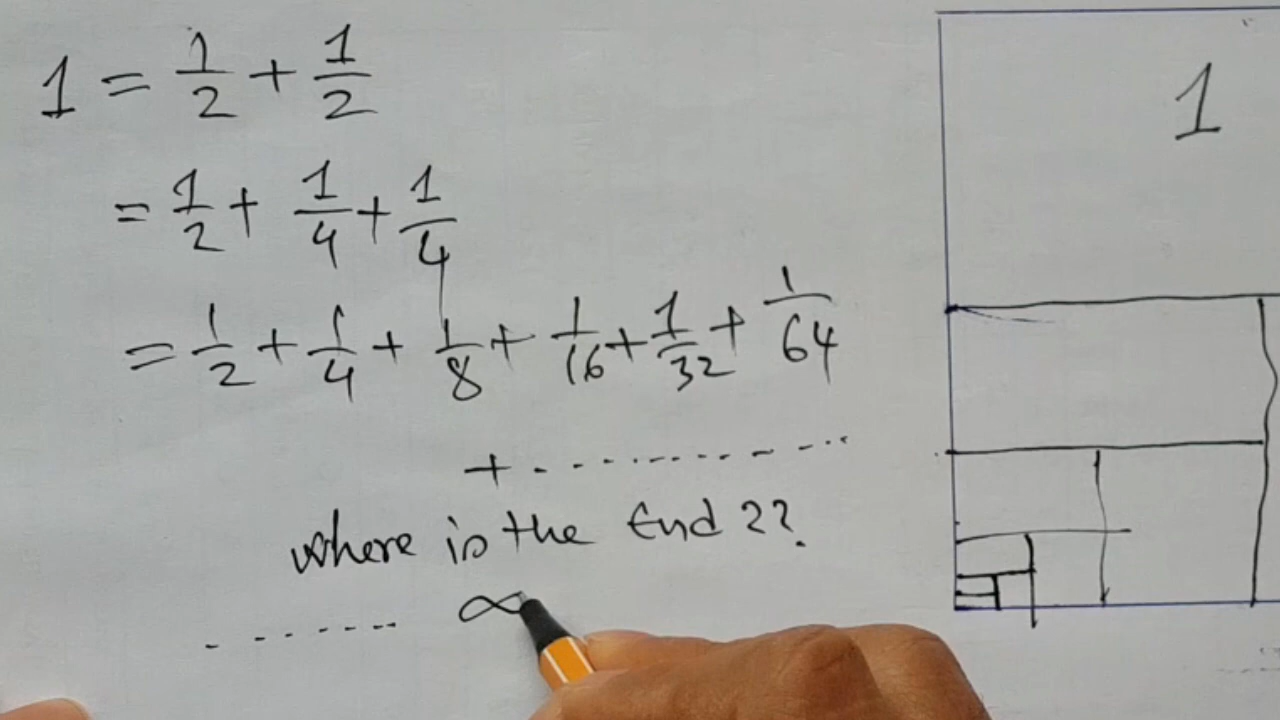 1 = 1/2 + 1/2
= 1/2 + 1/4 + 1/4
= 1/2 + 1/4 + 1/8 + 1/16 + 1/32 + 1/64
+ ..........
where is the End ??
...... ∞
1